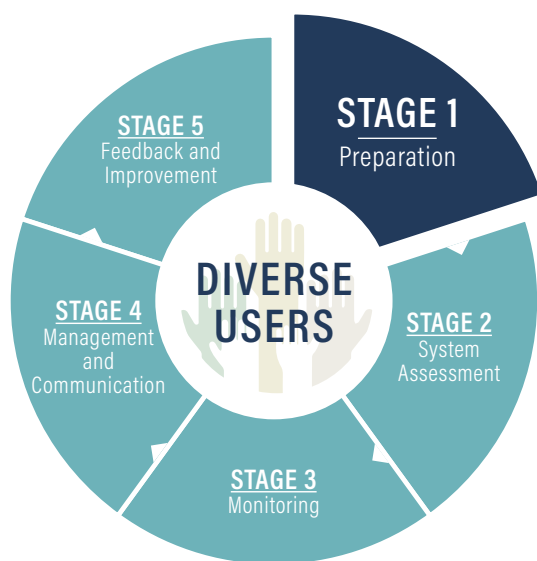 STAGE 1
Preparation
STAGE 2
System
Assessment
STAGE 3
Monitoring
STAGE 4
Management
and
Communication
STAGE 5
Feedback and
Improvement
DIVERSE
USERS